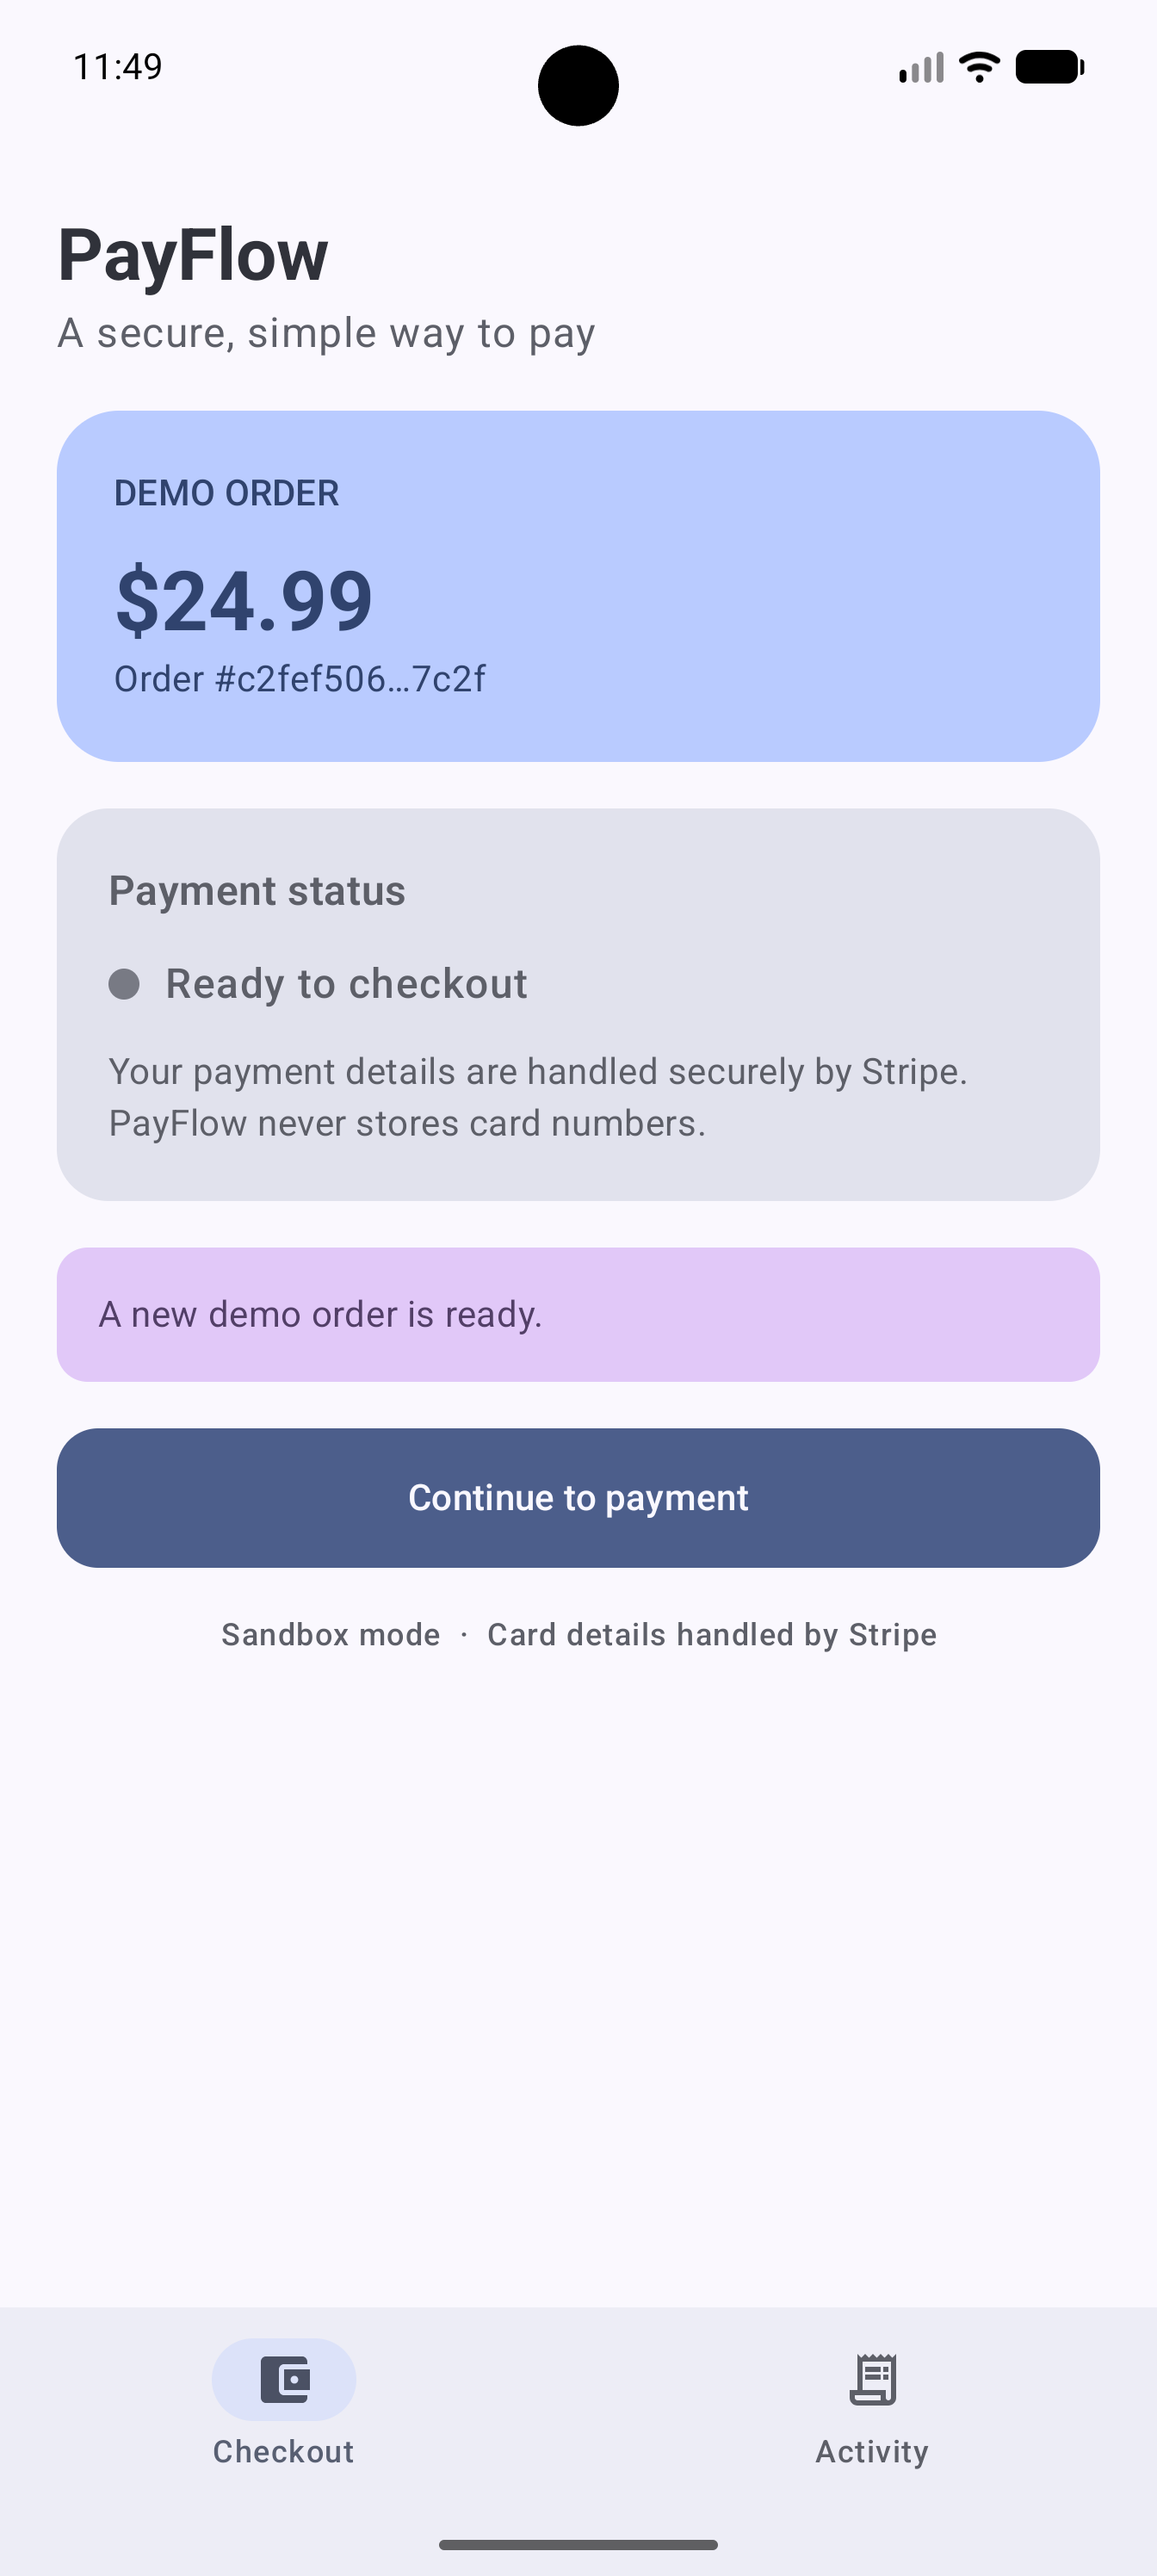 11:49
PayFlow
A secure, simple way to pay
DEMO ORDER
$24.99
Order #c2fef506…7c2f
Payment status
Ready to checkout
Your payment details are handled securely by Stripe.
PayFlow never stores card numbers.
A new demo order is ready.
Continue to payment
Sandbox mode · Card details handled by Stripe
Checkout
Activity